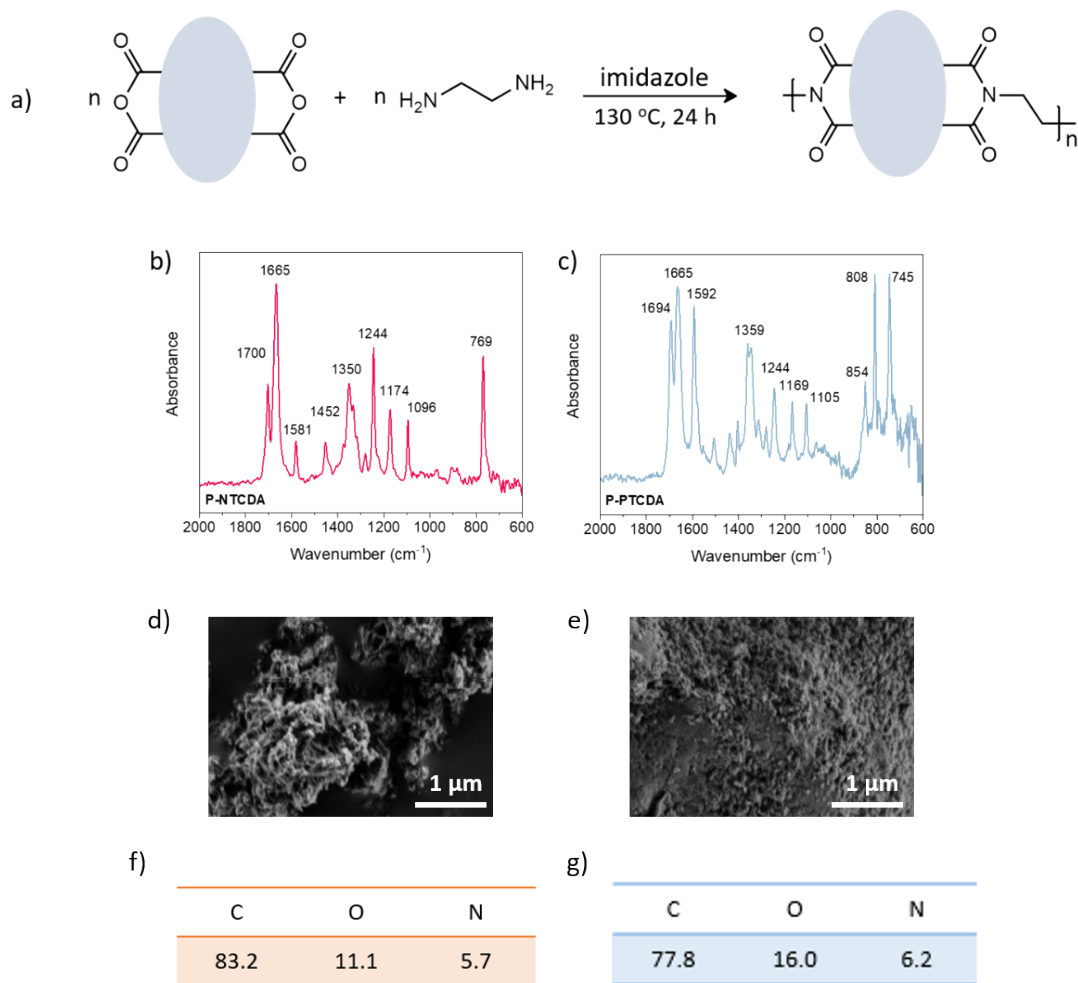 a)
n
O
O
O
O
O
O
+
n
H₂N
NH₂
imidazole
130 °C, 24 h
O
O
N
N
O
O
n
b)
1665
1700
1581
1452
1350
1244
1174
1096
769
Absorbance
P-NTCDA
2000 1800 1600 1400 1200 1000 800 600
Wavenumber (cm⁻¹)
c)
1694
1665
1592
1359
1244
1169
1105
854
808
745
Absorbance
P-PTCDA
2000 1800 1600 1400 1200 1000 800 600
Wavenumber (cm⁻¹)
d)
1 µm
e)
1 µm
f)
C O N
83.2 11.1 5.7
g)
C O N
77.8 16.0 6.2